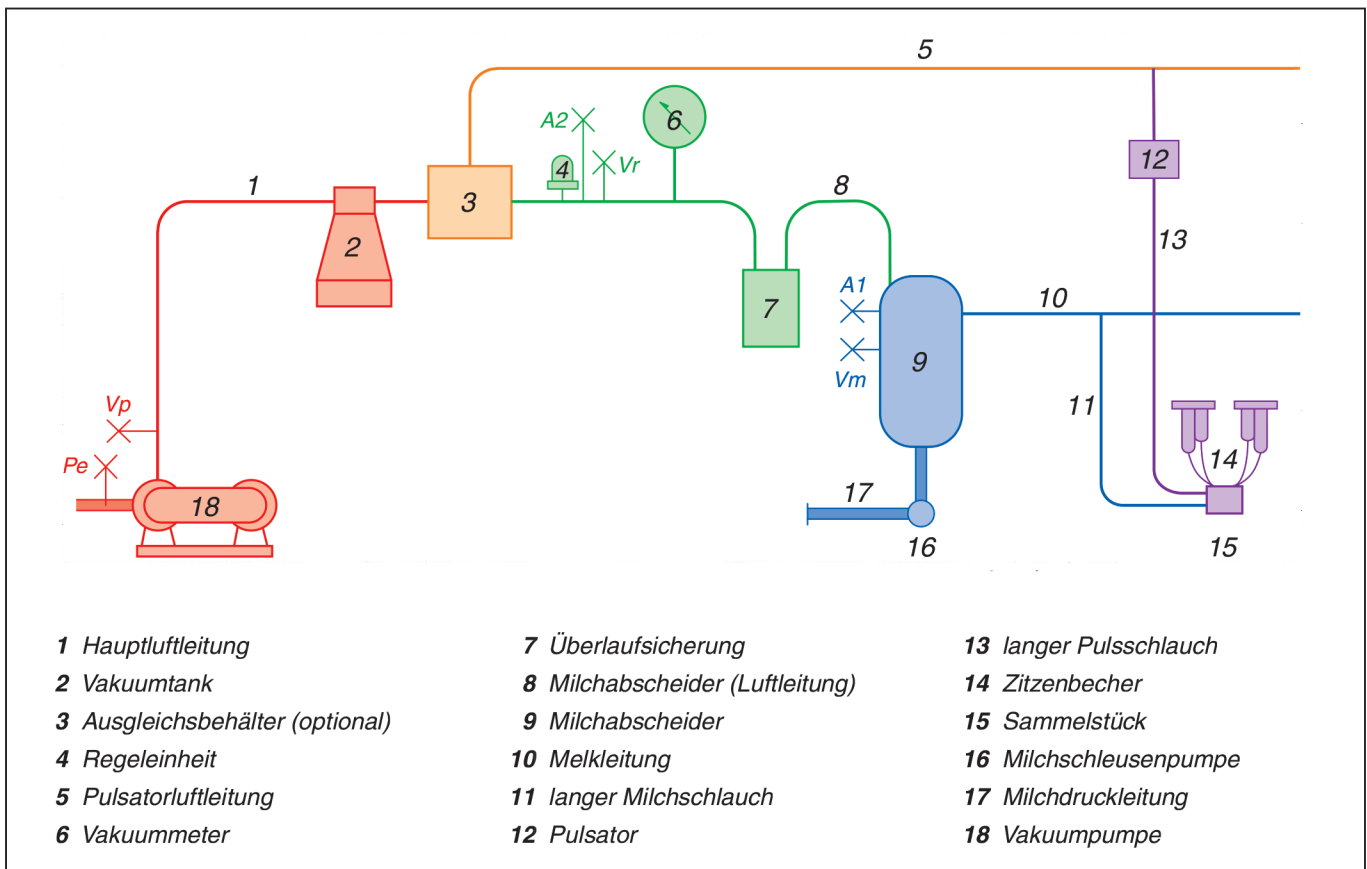 5
A2
6
4
Vr
12
1
3
8
2
13
7
A1
10
9
Vm
11
Vp
Pe
14
17
18
16
15
1 Hauptluftleitung
2 Vakuumtank
3 Ausgleichsbehälter (optional)
4 Regeleinheit
5 Pulsatorluftleitung
6 Vakuummeter
7 Überlaufsicherung
8 Milchabscheider (Luftleitung)
9 Milchabscheider
10 Melkleitung
11 langer Milchschlauch
12 Pulsator
13 langer Pulsschlauch
14 Zitzenbecher
15 Sammelstück
16 Milchschleusenpumpe
17 Milchdruckleitung
18 Vakuumpumpe